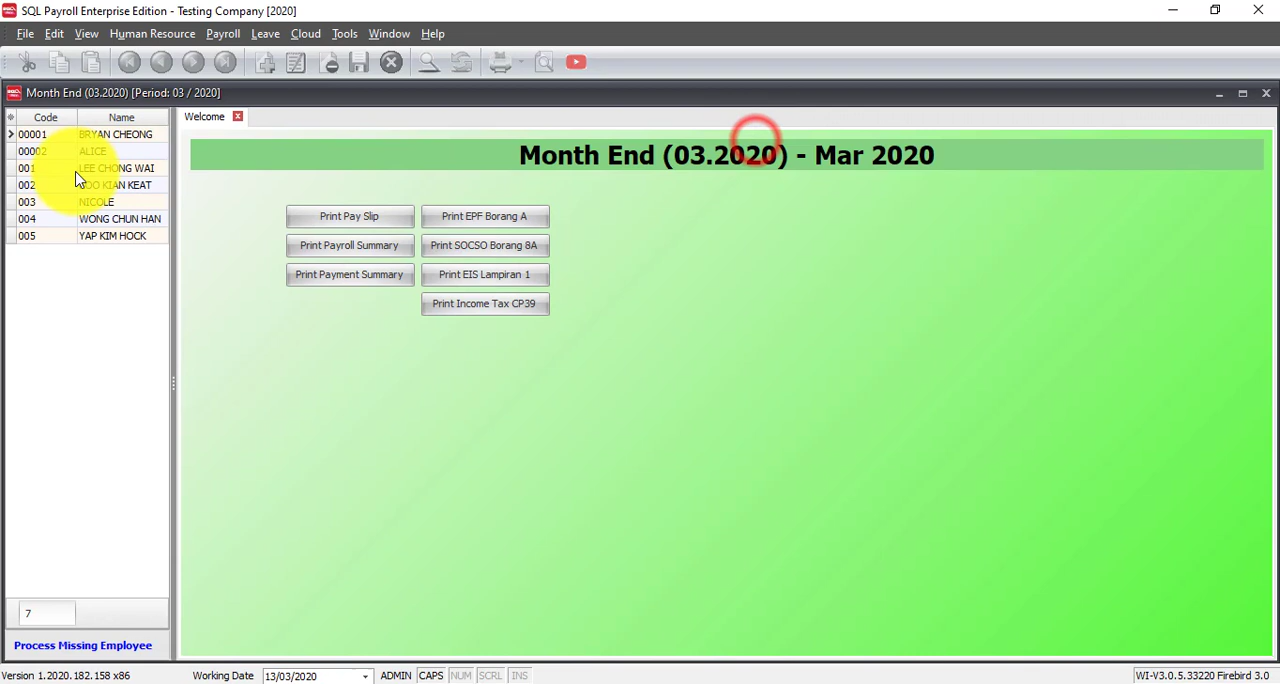 SQL Payroll Enterprise Edition - Testing Company [2020]
File Edit View Human Resource Payroll Leave Cloud Tools Window Help
Month End (03.2020) [Period: 03 / 2020]
Code Name
00001 BRYAN CHEONG
00002 ALICE
001 LEE CHONG WAI
002 KIAN KEAT
003 NICOLE
004 WONG CHUN HAN
005 YAP KIM HOCK
7
Process Missing Employee
Welcome
Month End (03.2020) - Mar 2020
Print Pay Slip Print EPF Borang A
Print Payroll Summary Print SOCSO Borang 8A
Print Payment Summary Print EIS Lampiran 1
Print Income Tax CP39
Version 1.2020.182.158 x86 Working Date 13/03/2020 ADMIN CAPS NUM SCRL INS WI-V3.0.5.33220 Firebird 3.0